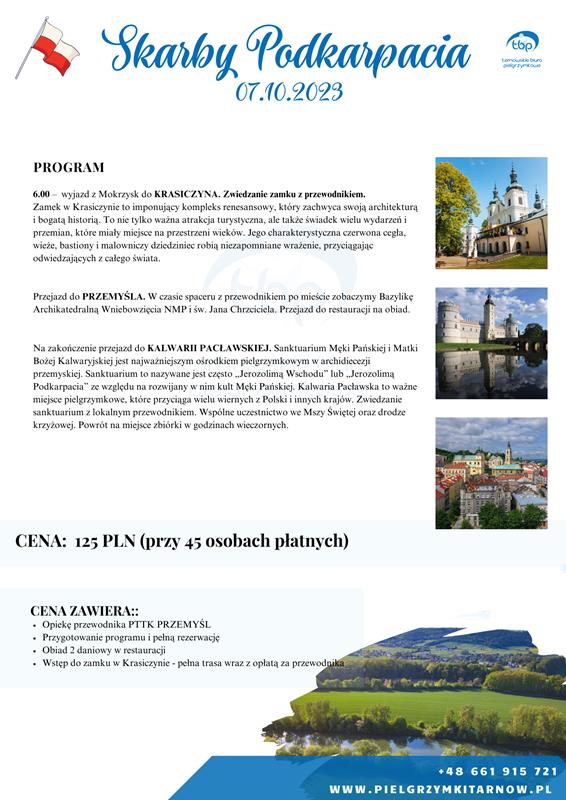 Skarby Podkarpacia
07.10.2023
tbp
tarnowskie biuro
pielgrzymkowe
PROGRAM
6.00 – wyjazd z Mokrzysk do KRASICZYNA. Zwiedzanie zamku z przewodnikiem.
Zamek w Krasiczynie to imponujący kompleks renesansowy, który zachwyca swoją architekturą
i bogatą historią. To nie tylko ważna atrakcja turystyczna, ale także świadek wielu wydarzeń i
przemian, które miały miejsce na przestrzeni wieków. Jego charakterystyczna czerwona cegła,
wieże, bastiony i malowniczy dziedziniec robią niezapomniane wrażenie, przyciągając
odwiedzających z całego świata.
Przejazd do PRZEMYŚLA. W czasie spaceru z przewodnikiem po mieście zobaczymy Bazylikę
Archikatedralną Wniebowzięcia NMP i św. Jana Chrzciciela. Przejazd do restauracji na obiad.
Na zakończenie przejazd do KALWARII PACŁAWSKIEJ. Sanktuarium Męki Pańskiej i Matki
Bożej Kalwaryjskiej jest najważniejszym ośrodkiem pielgrzymkowym w archidiecezji
przemyskiej. Sanktuarium to nazywane jest często „Jerozolimą Wschodu” lub „Jerozolimą
Podkarpacia” ze względu na rozwijany w nim kult Męki Pańskiej. Kalwaria Pacławska to ważne
miejsce pielgrzymkowe, które przyciąga wielu wiernych z Polski i innych krajów. Zwiedzanie
sanktuarium z lokalnym przewodnikiem. Wspólne uczestnictwo we Mszy Świętej oraz drodze
krzyżowej. Powrót na miejsce zbiórki w godzinach wieczornych.
CENA: 125 PLN (przy 45 osobach płatnych)
CENA ZAWIERA::
• Opiekę przewodnika PTTK PRZEMYŚL
• Przygotowanie programu i pełną rezerwację
• Obiad 2 daniowy w restauracji
• Wstęp do zamku w Krasiczynie - pełna trasa wraz z opłatą za przewodnika
+48 661 915 721
WWW.PIELGRZYMKITARNOW.PL